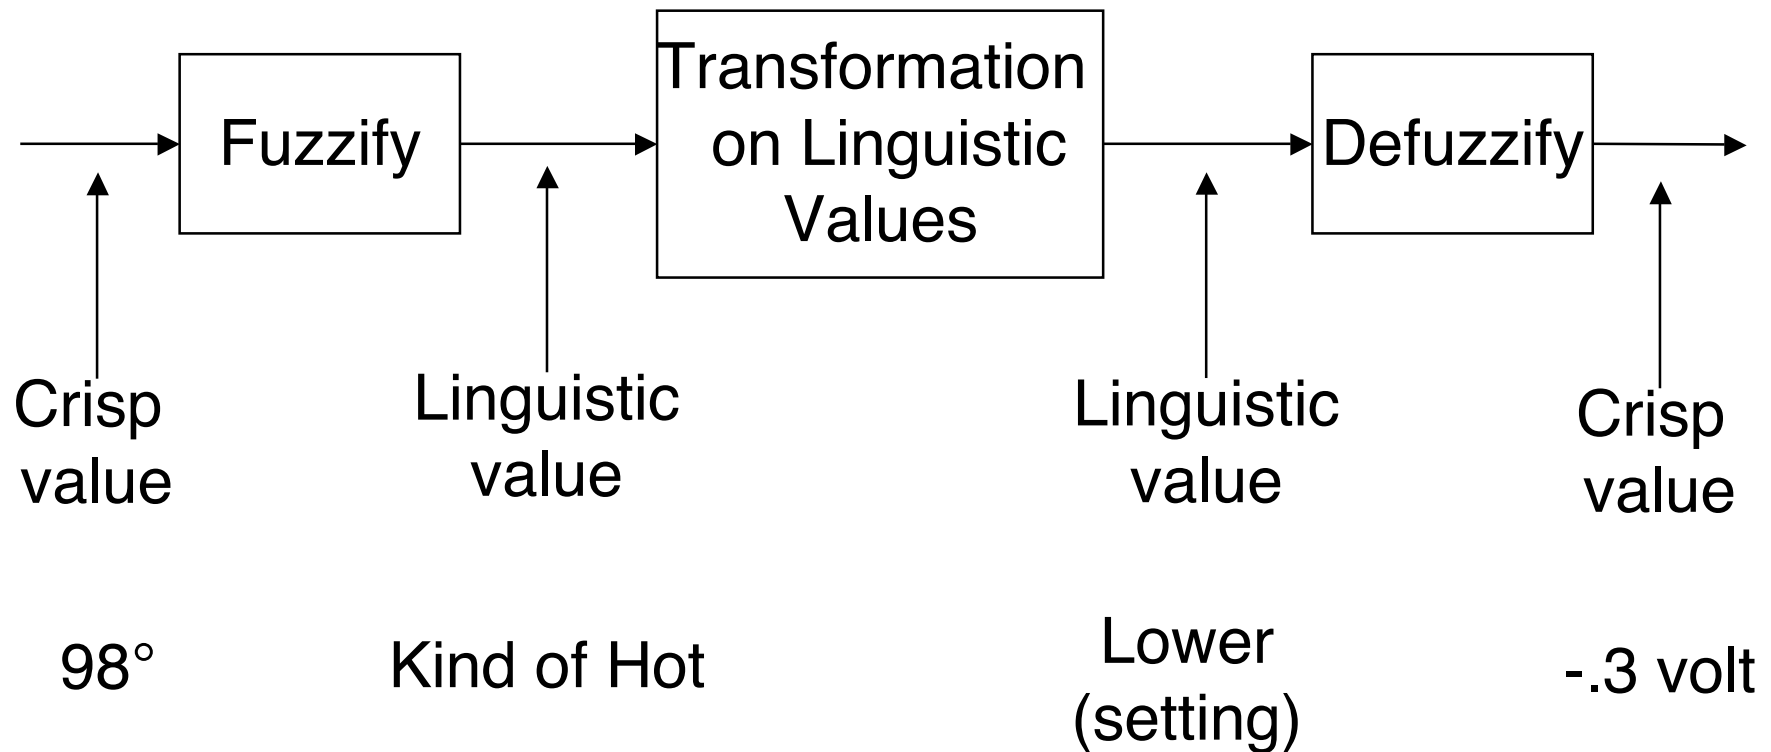 Fuzzify
Transformation
on Linguistic
Values
Defuzzify
Crisp
value
Linguistic
value
Linguistic
value
Crisp
value
98°
Kind of Hot
Lower
(setting)
-.3 volt